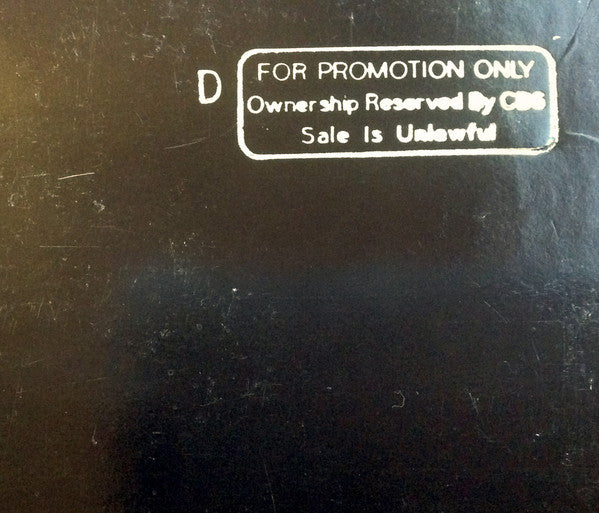 D
FOR PROMOTION ONLY
Ownership Reserved By CBS
Sale Is Unlawful